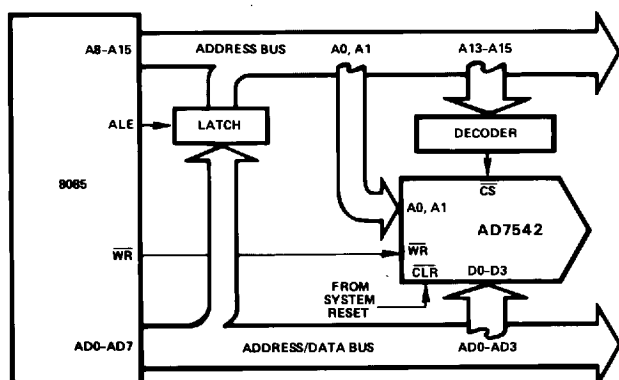 A8–A15
ADDRESS BUS
A0, A1
A13–A15
ALE
LATCH
DECODER
8085
CS
A0, A1
AD7542
WR
WR
CLR
D0–D3
FROM
SYSTEM
RESET
AD0–AD7
ADDRESS/DATA BUS
AD0–AD3